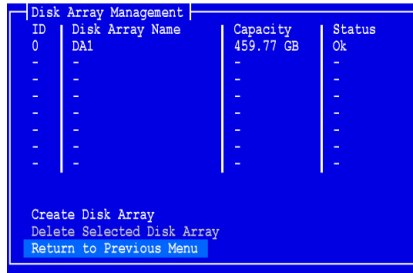 Disk Array Management
ID Disk Array Name Capacity Status
0 DA1 459.77 GB Ok
- - - -
- - - -
- - - -
- - - -
- - - -
- - - -
- - - -
Create Disk Array
Delete Selected Disk Array
Return to Previous Menu